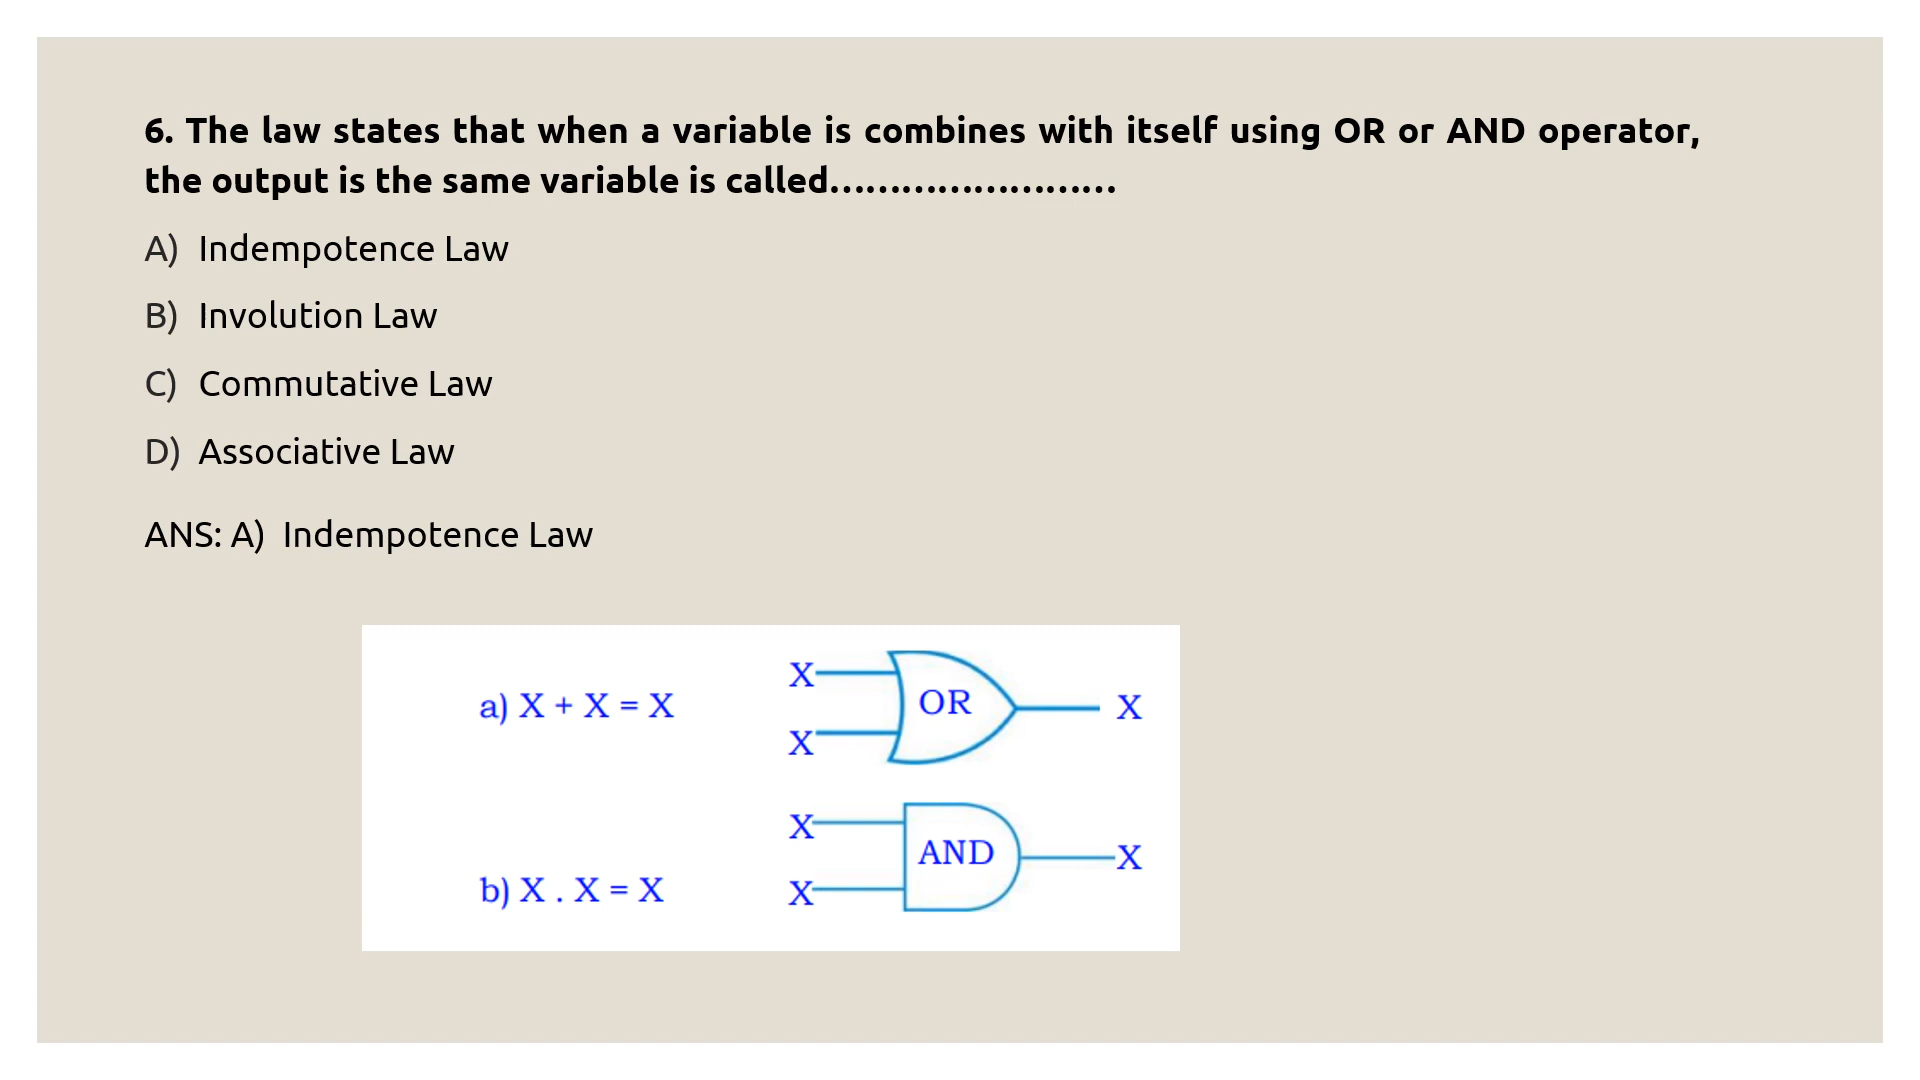 6. The law states that when a variable is combines with itself using OR or AND operator,
the output is the same variable is called……………………
A) Indempotence Law
B) Involution Law
C) Commutative Law
D) Associative Law
ANS: A) Indempotence Law
a) X + X = X
X
X
OR
X
b) X . X = X
X
X
AND
X